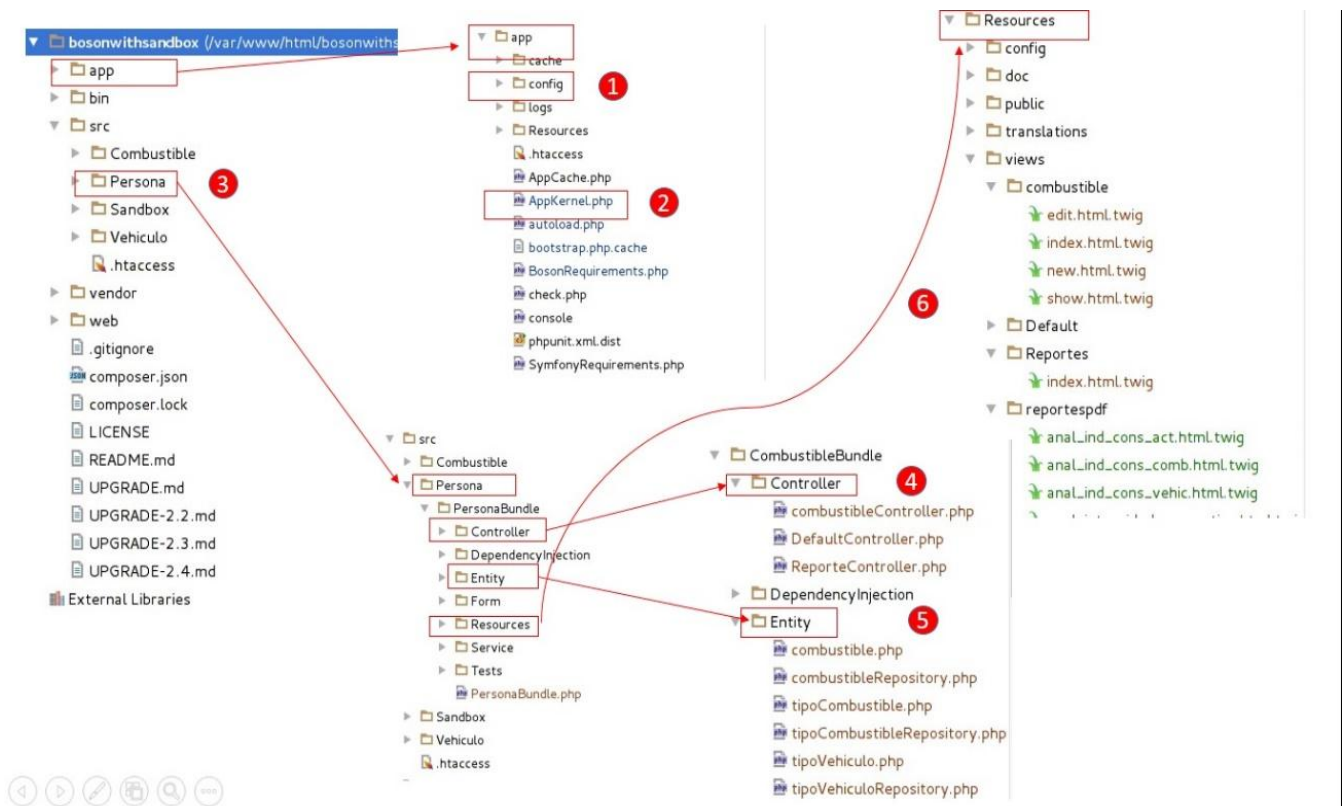 bosonwithsandbox (/var/www/html/bosonwiths
app
bin
src
Combustible
Persona
3
Sandbox
Vehiculo
.htaccess
vendor
web
.gitignore
composer.json
composer.lock
LICENSE
README.md
UPGRADE.md
UPGRADE-2.2.md
UPGRADE-2.3.md
UPGRADE-2.4.md
External Libraries
app
cache
config
1
logs
Resources
.htaccess
AppCache.php
AppKernel.php
2
autoload.php
bootstrap.php.cache
BosonRequirements.php
check.php
console
phpunit.xml.dist
SymfonyRequirements.php
src
Combustible
Persona
PersonaBundle
Controller
DependencyInjection
Entity
Form
Resources
Service
Tests
PersonaBundle.php
Sandbox
Vehiculo
.htaccess
CombustibleBundle
Controller
4
combustibleController.php
DefaultController.php
ReporteController.php
DependencyInjection
Entity
5
combustible.php
combustibleRepository.php
tipoCombustible.php
tipoCombustibleRepository.php
tipoVehiculo.php
tipoVehiculoRepository.php
Resources
config
doc
public
translations
views
combustible
edit.html.twig
index.html.twig
new.html.twig
show.html.twig
6
Default
Reportes
index.html.twig
reportespdf
anal_ind_cons_act.html.twig
anal_ind_cons_comb.html.twig
anal_ind_cons_vehic.html.twig